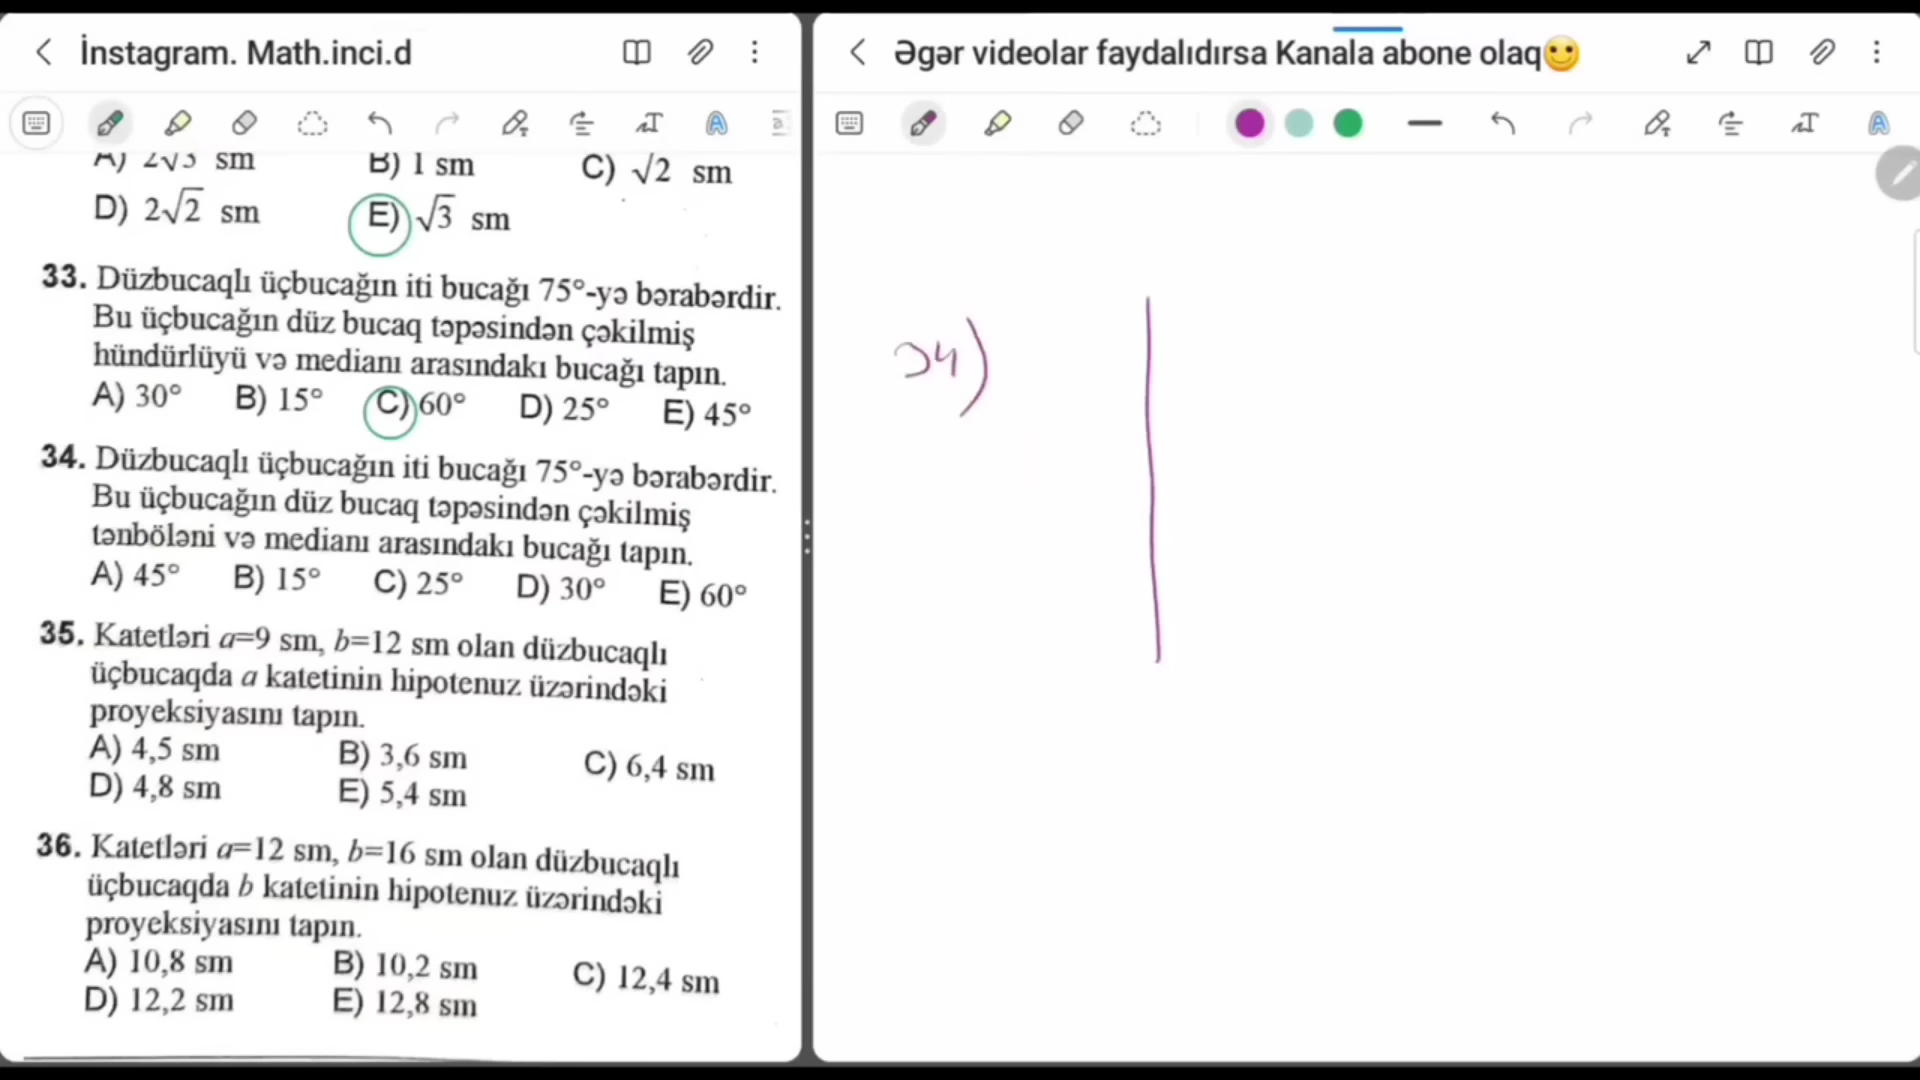 İnstagram. Math.inci.d
A) 2√3 sm B) 1 sm C) √2 sm
D) 2√2 sm E) √3 sm
33. Düzbucaqlı üçbucağın iti bucağı 75°-yə bərabərdir.
Bu üçbucağın düz bucaq təpəsindən çəkilmiş
hündürlüyü və medianı arasındakı bucağı tapın.
A) 30° B) 15° C) 60° D) 25° E) 45°
34. Düzbucaqlı üçbucağın iti bucağı 75°-yə bərabərdir.
Bu üçbucağın düz bucaq təpəsindən çəkilmiş
tənböləni və medianı arasındakı bucağı tapın.
A) 45° B) 15° C) 25° D) 30° E) 60°
35. Katetləri a=9 sm, b=12 sm olan düzbucaqlı
üçbucaqda a katetinin hipotenuz üzərindəki
proyeksiyasını tapın.
A) 4,5 sm B) 3,6 sm C) 6,4 sm
D) 4,8 sm E) 5,4 sm
36. Katetləri a=12 sm, b=16 sm olan düzbucaqlı
üçbucaqda b katetinin hipotenuz üzərindəki
proyeksiyasını tapın.
A) 10,8 sm B) 10,2 sm C) 12,4 sm
D) 12,2 sm E) 12,8 sm
Əgər videolar faydalıdırsa Kanala abone olaq🙂
34)